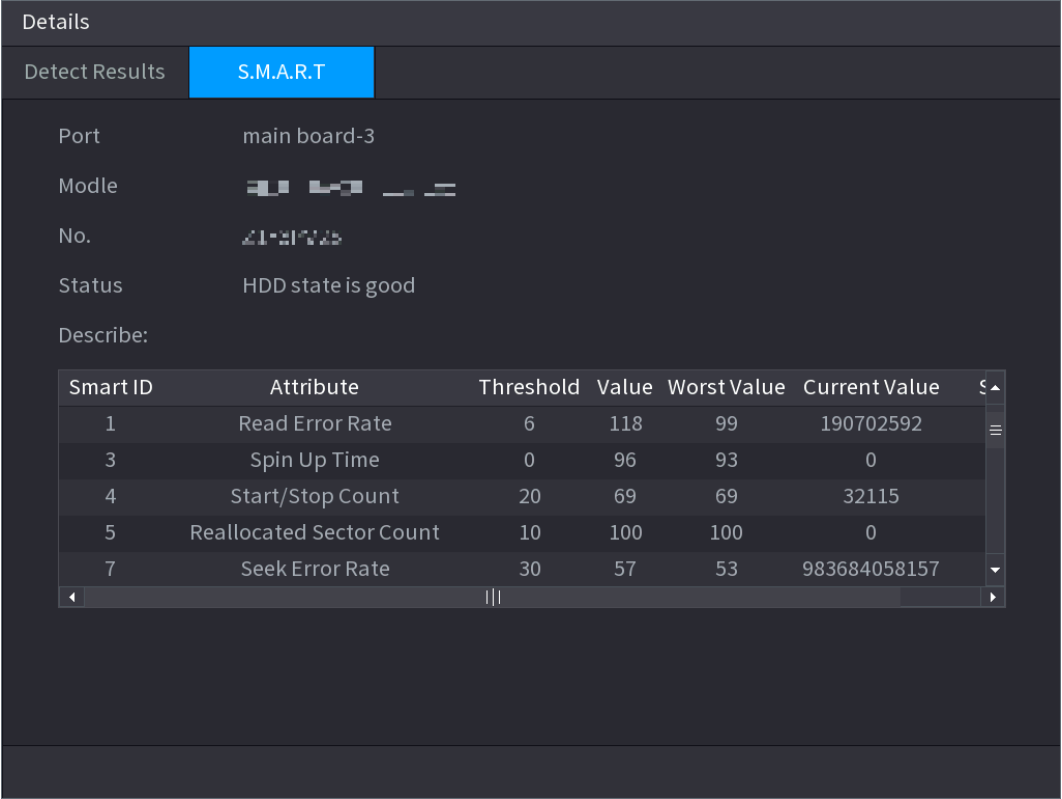 Details
Detect Results S.M.A.R.T
Port main board-3
Modle
No.
Status HDD state is good
Describe:
Smart ID Attribute Threshold Value Worst Value Current Value
1 Read Error Rate 6 118 99 190702592
3 Spin Up Time 0 96 93 0
4 Start/Stop Count 20 69 69 32115
5 Reallocated Sector Count 10 100 100 0
7 Seek Error Rate 30 57 53 983684058157